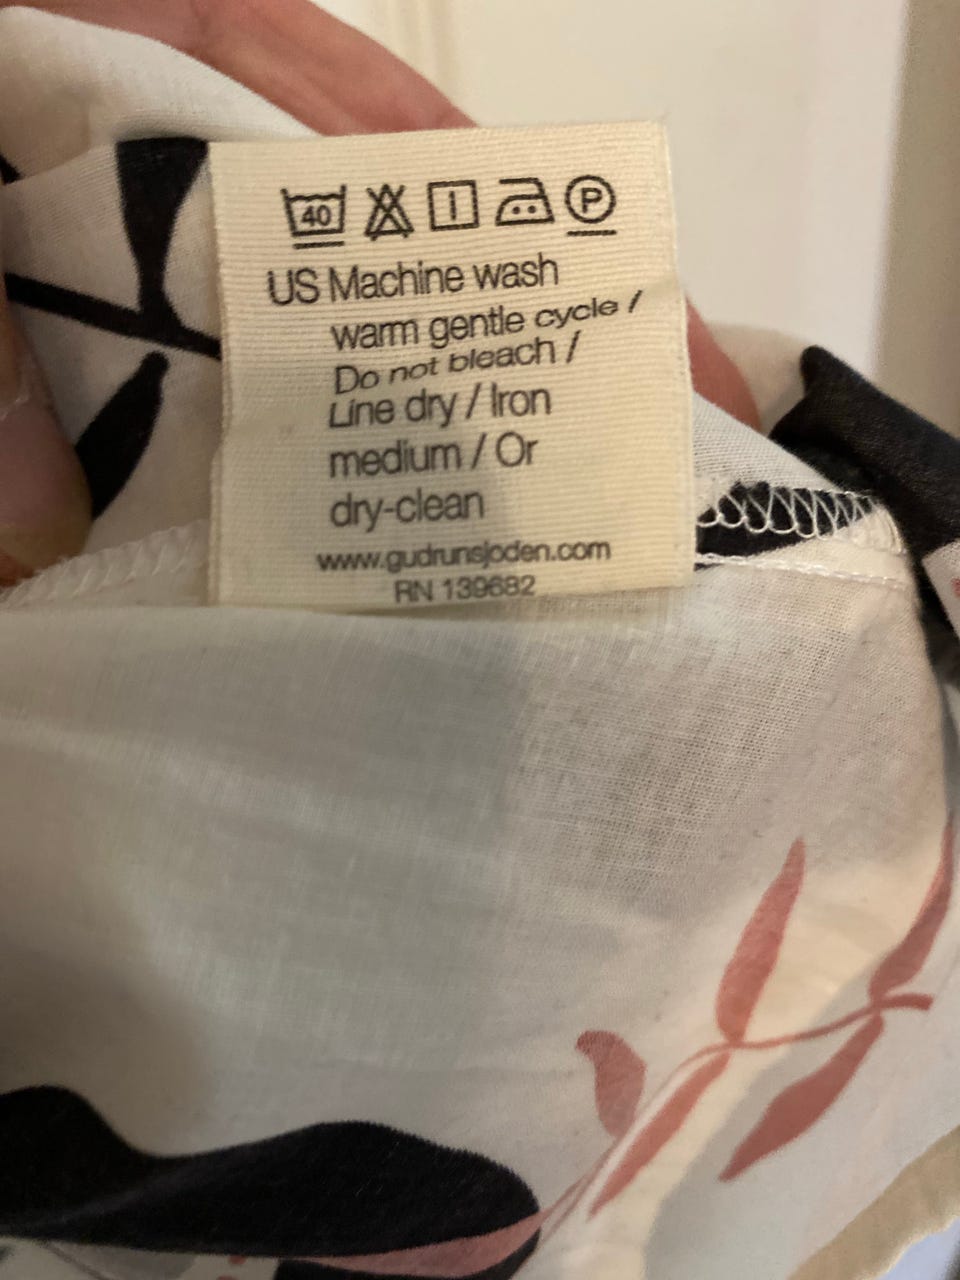 40 P
US Machine wash
warm gentle cycle /
Do not bleach /
Line dry / Iron
medium / Or
dry-clean
www.gudrunsjoden.com
RN 139682